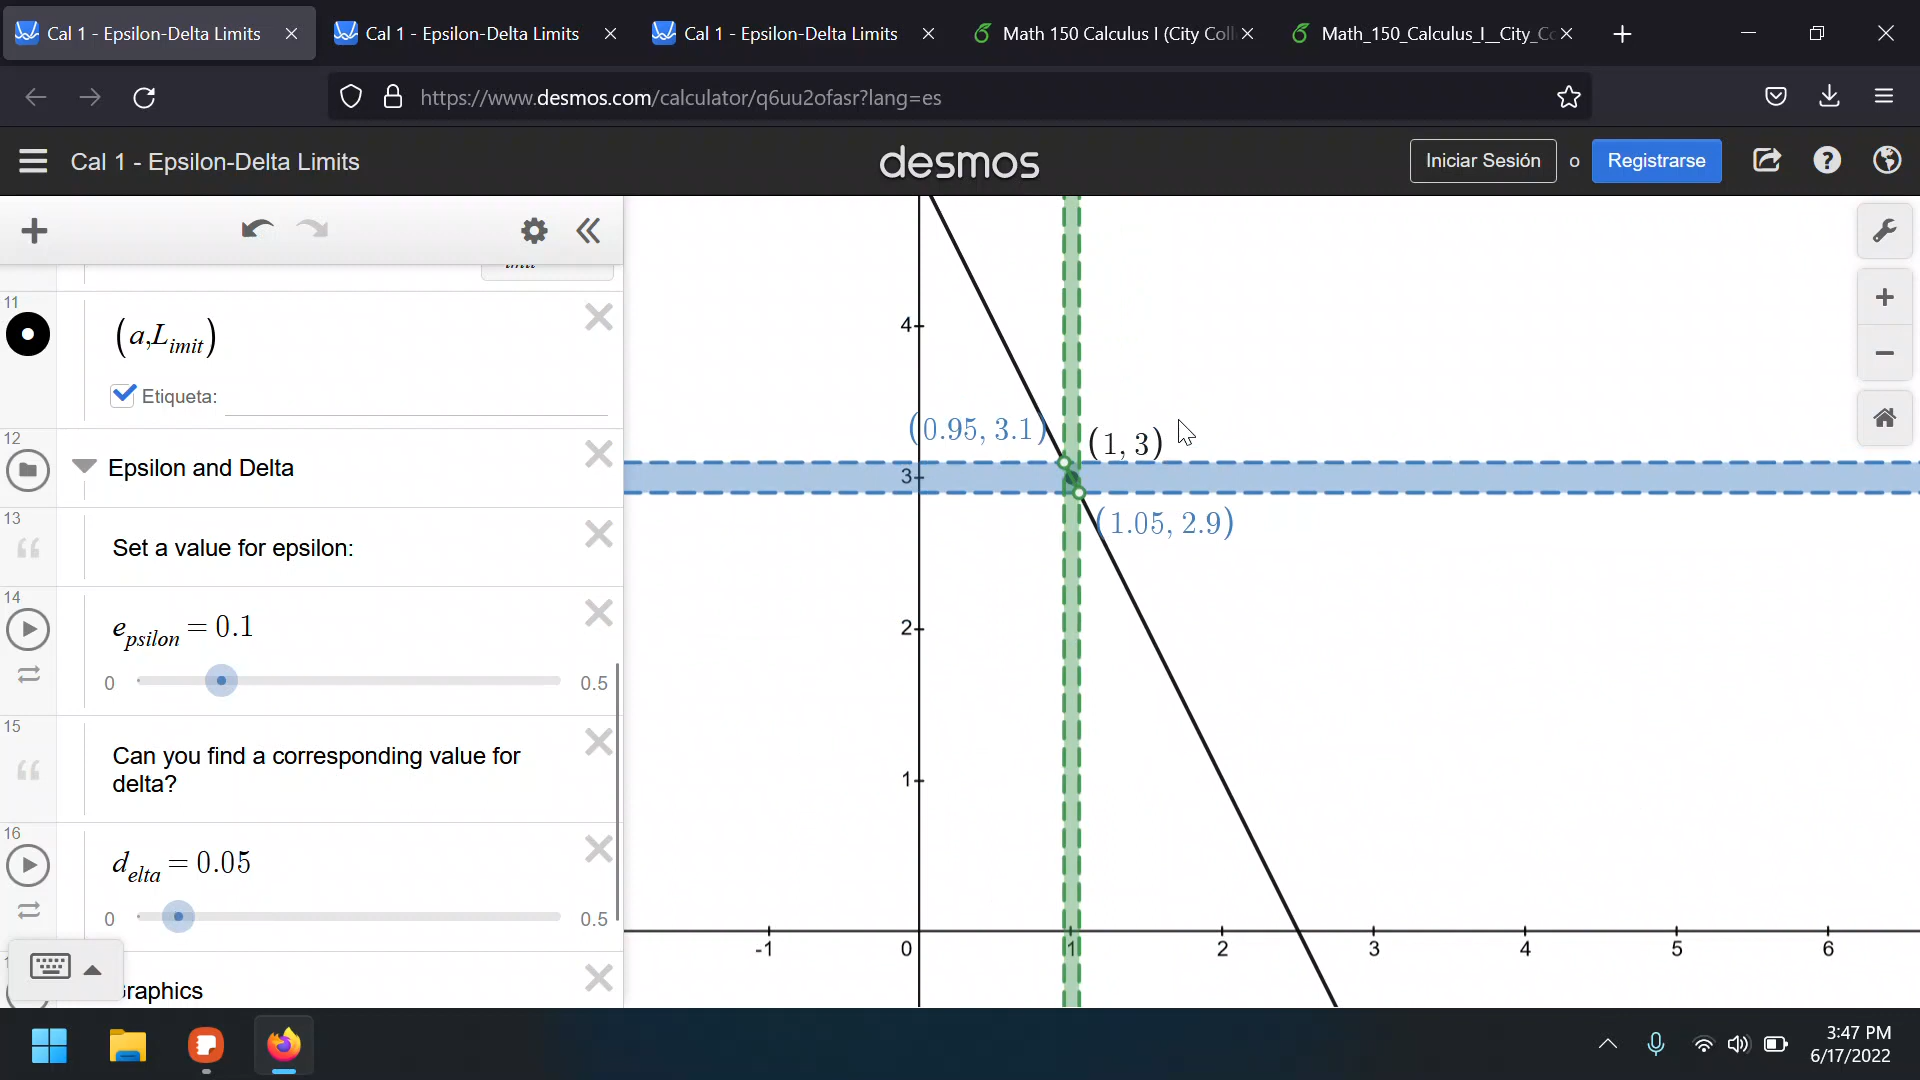 Cal 1 - Epsilon-Delta Limits
Cal 1 - Epsilon-Delta Limits
Cal 1 - Epsilon-Delta Limits
Math 150 Calculus I (City Coll
Math_150_Calculus_I__City_Co
https://www.desmos.com/calculator/q6uu2ofasr?lang=es
Cal 1 - Epsilon-Delta Limits
desmos
Iniciar Sesión o Registrarse
11
(a,Limit)
Etiqueta:
12
Epsilon and Delta
13
Set a value for epsilon:
14
epsilon = 0.1
0 0.5
15
Can you find a corresponding value for
delta?
16
delta = 0.05
0 0.5
raphics
4
3
2
1
(0.95, 3.1)
(1, 3)
(1.05, 2.9)
-1 0 1 2 3 4 5 6
3:47 PM
6/17/2022